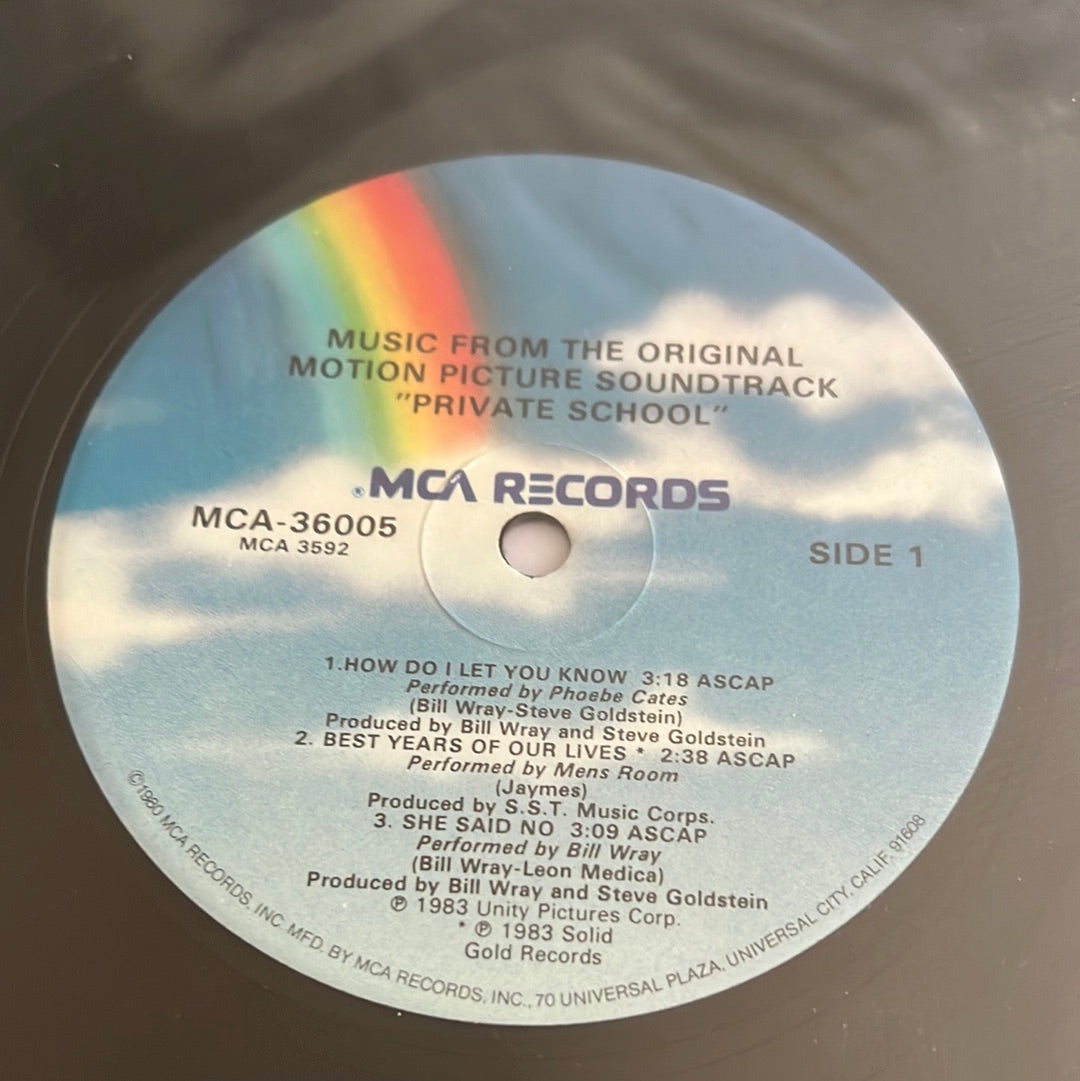 MUSIC FROM THE ORIGINAL
MOTION PICTURE SOUNDTRACK
"PRIVATE SCHOOL"
®MCA RECORDS
MCA-36005
MCA 3592
SIDE 1
1.HOW DO I LET YOU KNOW 3:18 ASCAP
Performed by Phoebe Cates
(Bill Wray-Steve Goldstein)
Produced by Bill Wray and Steve Goldstein
2. BEST YEARS OF OUR LIVES * 2:38 ASCAP
Performed by Mens Room
(Jaymes)
Produced by S.S.T. Music Corps.
3. SHE SAID NO 3:09 ASCAP
Performed by Bill Wray
(Bill Wray-Leon Medica)
Produced by Bill Wray and Steve Goldstein
℗ 1983 Unity Pictures Corp.
* ℗ 1983 Solid
Gold Records
©1980 MCA RECORDS, INC. MFD. BY MCA RECORDS, INC., 70 UNIVERSAL PLAZA, UNIVERSAL CITY, CALIF. 91608